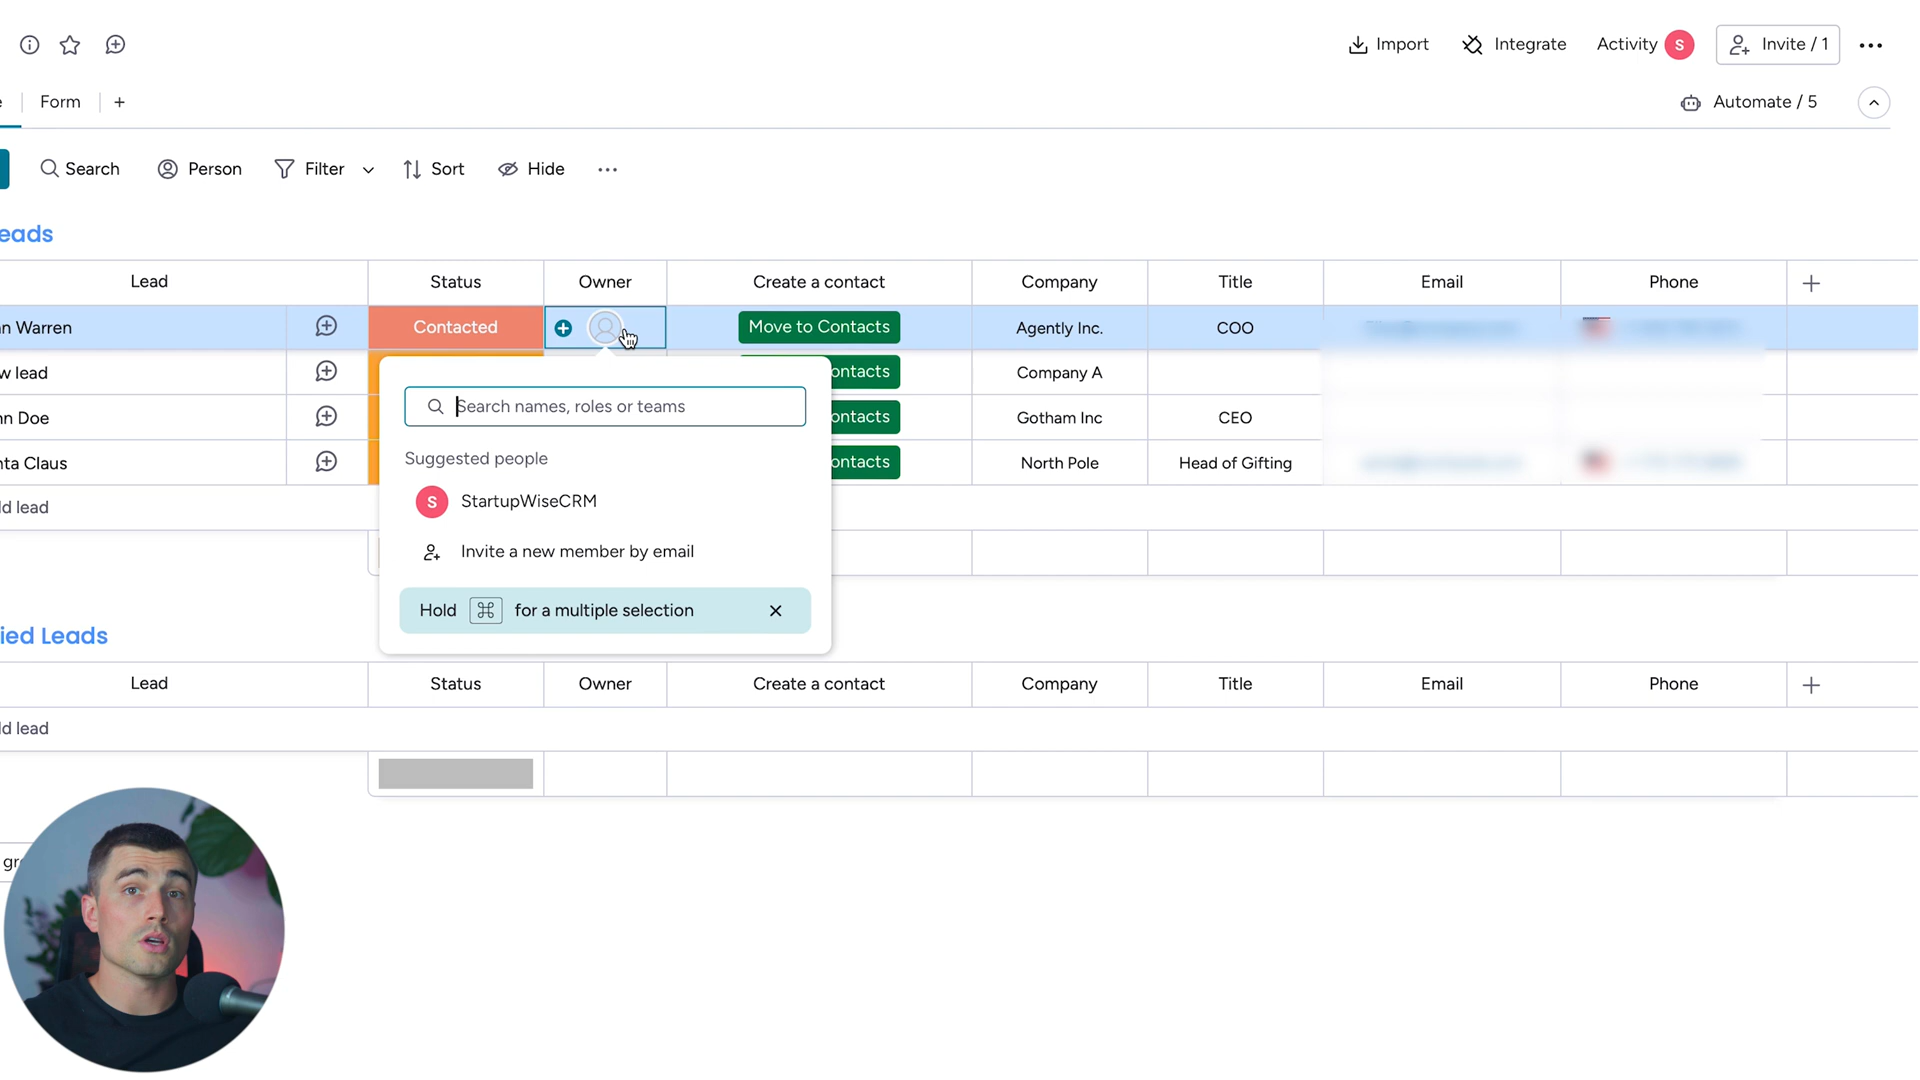 Import Integrate Activity S Invite / 1
e Form + Automate / 5
Search Person Filter Sort Hide
eads
Lead Status Owner Create a contact Company Title Email Phone
n Warren Contacted Move to Contacts Agently Inc. COO
w lead ontacts Company A
nn Doe ontacts Gotham Inc CEO
nta Claus ontacts North Pole Head of Gifting
d lead
Search names, roles or teams
Suggested people
S StartupWiseCRM
Invite a new member by email
Hold ⌘ for a multiple selection
ied Leads
Lead Status Owner Create a contact Company Title Email Phone
d lead
gr